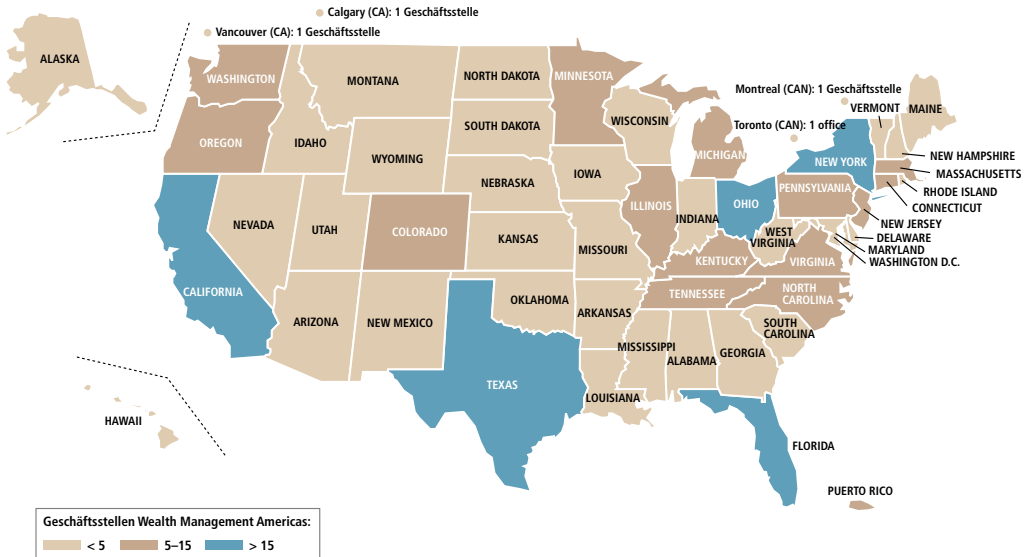 Calgary (CA): 1 Geschäftsstelle
Vancouver (CA): 1 Geschäftsstelle
ALASKA
WASHINGTON
MONTANA
NORTH DAKOTA
MINNESOTA
Montreal (CAN): 1 Geschäftsstelle
VERMONT
MAINE
Toronto (CAN): 1 office
OREGON
IDAHO
SOUTH DAKOTA
WISCONSIN
MICHIGAN
NEW YORK
NEW HAMPSHIRE
MASSACHUSETTS
RHODE ISLAND
CONNECTICUT
WYOMING
NEBRASKA
IOWA
PENNSYLVANIA
NEW JERSEY
DELAWARE
MARYLAND
WASHINGTON D.C.
NEVADA
UTAH
COLORADO
KANSAS
MISSOURI
ILLINOIS
INDIANA
OHIO
WEST
VIRGINIA
VIRGINIA
KENTUCKY
CALIFORNIA
ARIZONA
NEW MEXICO
OKLAHOMA
ARKANSAS
TENNESSEE
NORTH
CAROLINA
SOUTH
CAROLINA
MISSISSIPPI
ALABAMA
GEORGIA
TEXAS
LOUISIANA
FLORIDA
HAWAII
PUERTO RICO
Geschäftsstellen Wealth Management Americas:
< 5
5–15
> 15